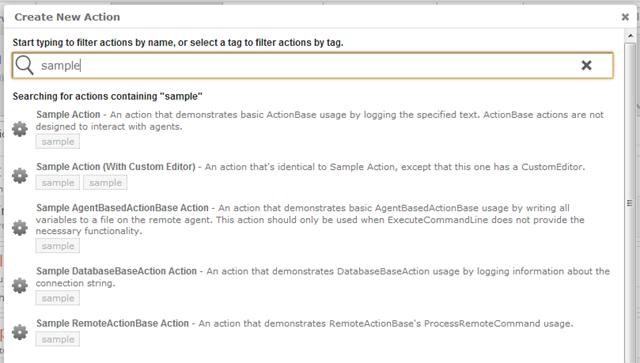 Create New Action
Start typing to filter actions by name, or select a tag to filter actions by tag.
sample
Searching for actions containing "sample"
Sample Action - An action that demonstrates basic ActionBase usage by logging the specified text. ActionBase actions are not
designed to interact with agents.
sample
Sample Action (With Custom Editor) - An action that's identical to Sample Action, except that this one has a CustomEditor.
sample sample
Sample AgentBasedActionBase Action - An action that demonstrates basic AgentBasedActionBase usage by writing all
variables to a file on the remote agent. This action should only be used when ExecuteCommandLine does not provide the
necessary functionality.
sample
Sample DatabaseBaseAction Action - An action that demonstrates DatabaseBaseAction usage by logging information about the
connection string.
sample
Sample RemoteActionBase Action - An action that demonstrates RemoteActionBase's ProcessRemoteCommand usage.
sample